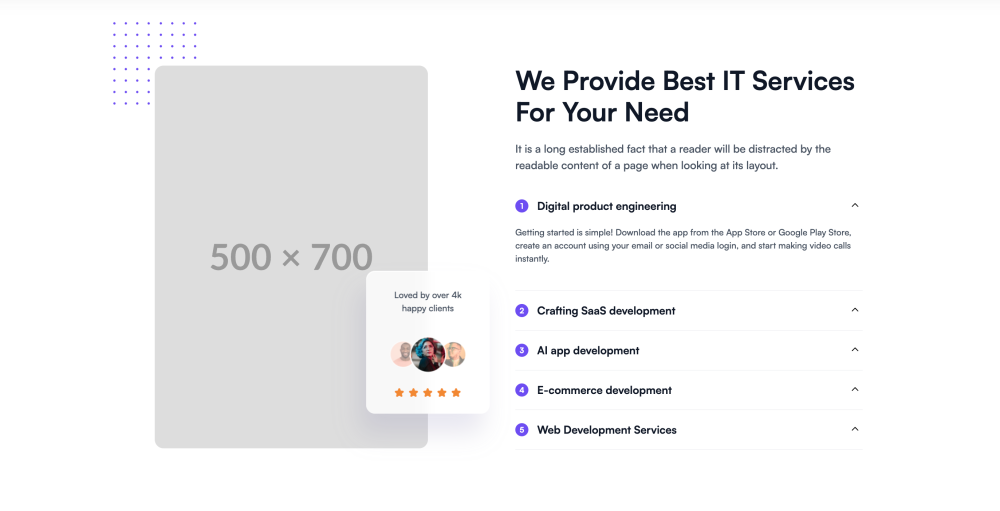 500 × 700
Loved by over 4k
happy clients
We Provide Best IT Services
For Your Need
It is a long established fact that a reader will be distracted by the
readable content of a page when looking at its layout.
1 Digital product engineering
Getting started is simple! Download the app from the App Store or Google Play Store,
create an account using your email or social media login, and start making video calls
instantly.
2 Crafting SaaS development
3 AI app development
4 E-commerce development
5 Web Development Services